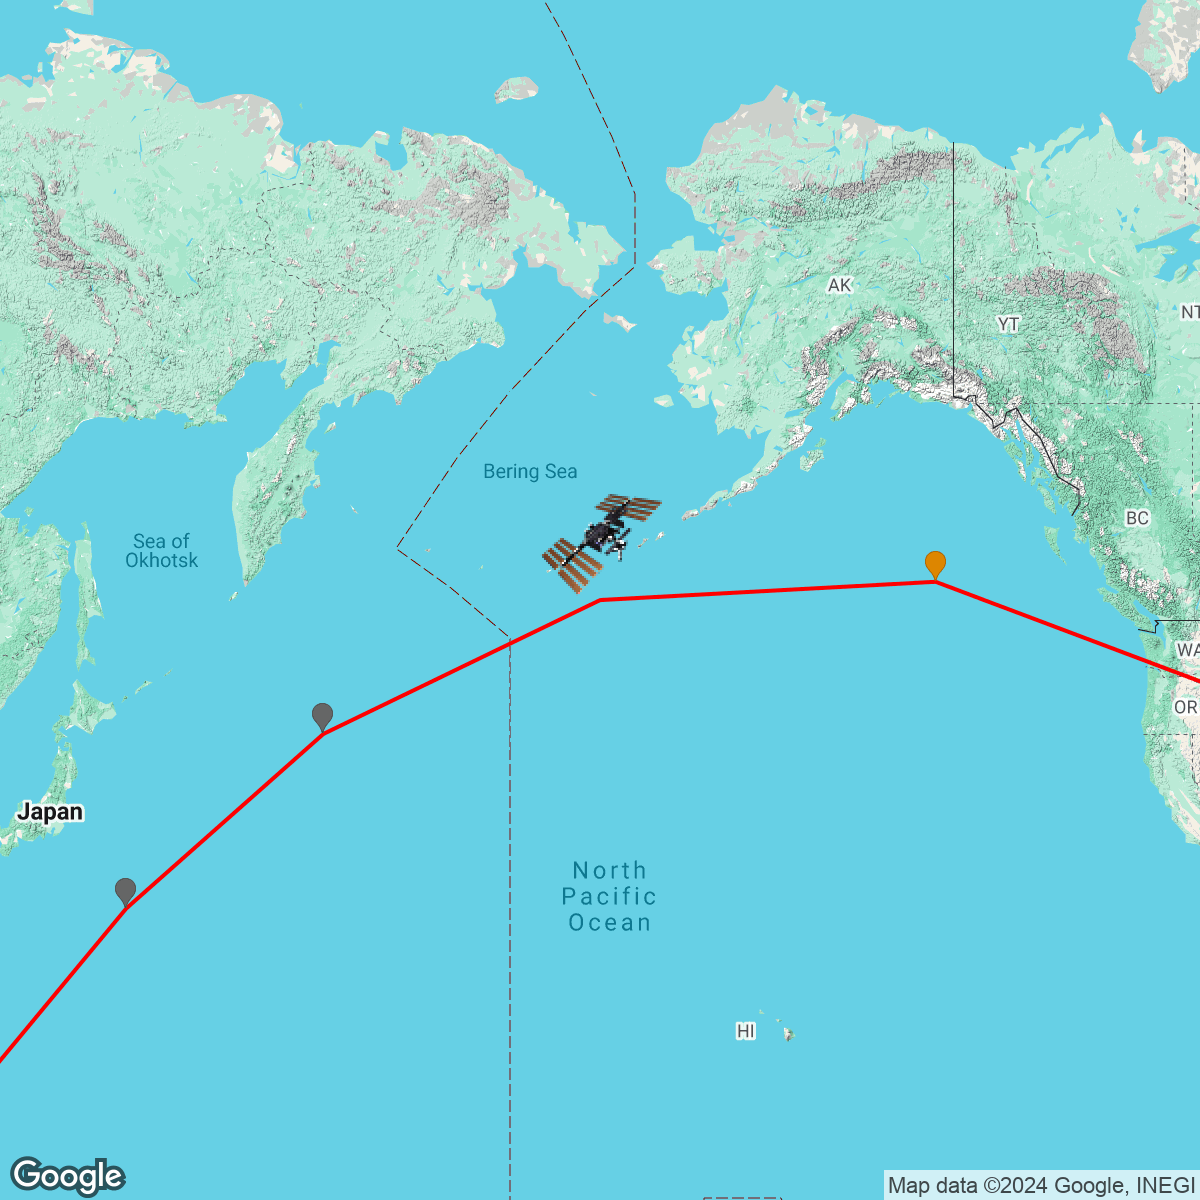 AK
YT
NT
Bering Sea
BC
Sea of
Okhotsk
WA
OR
Japan
North
Pacific
Ocean
HI
Google
Map data ©2024 Google, INEGI